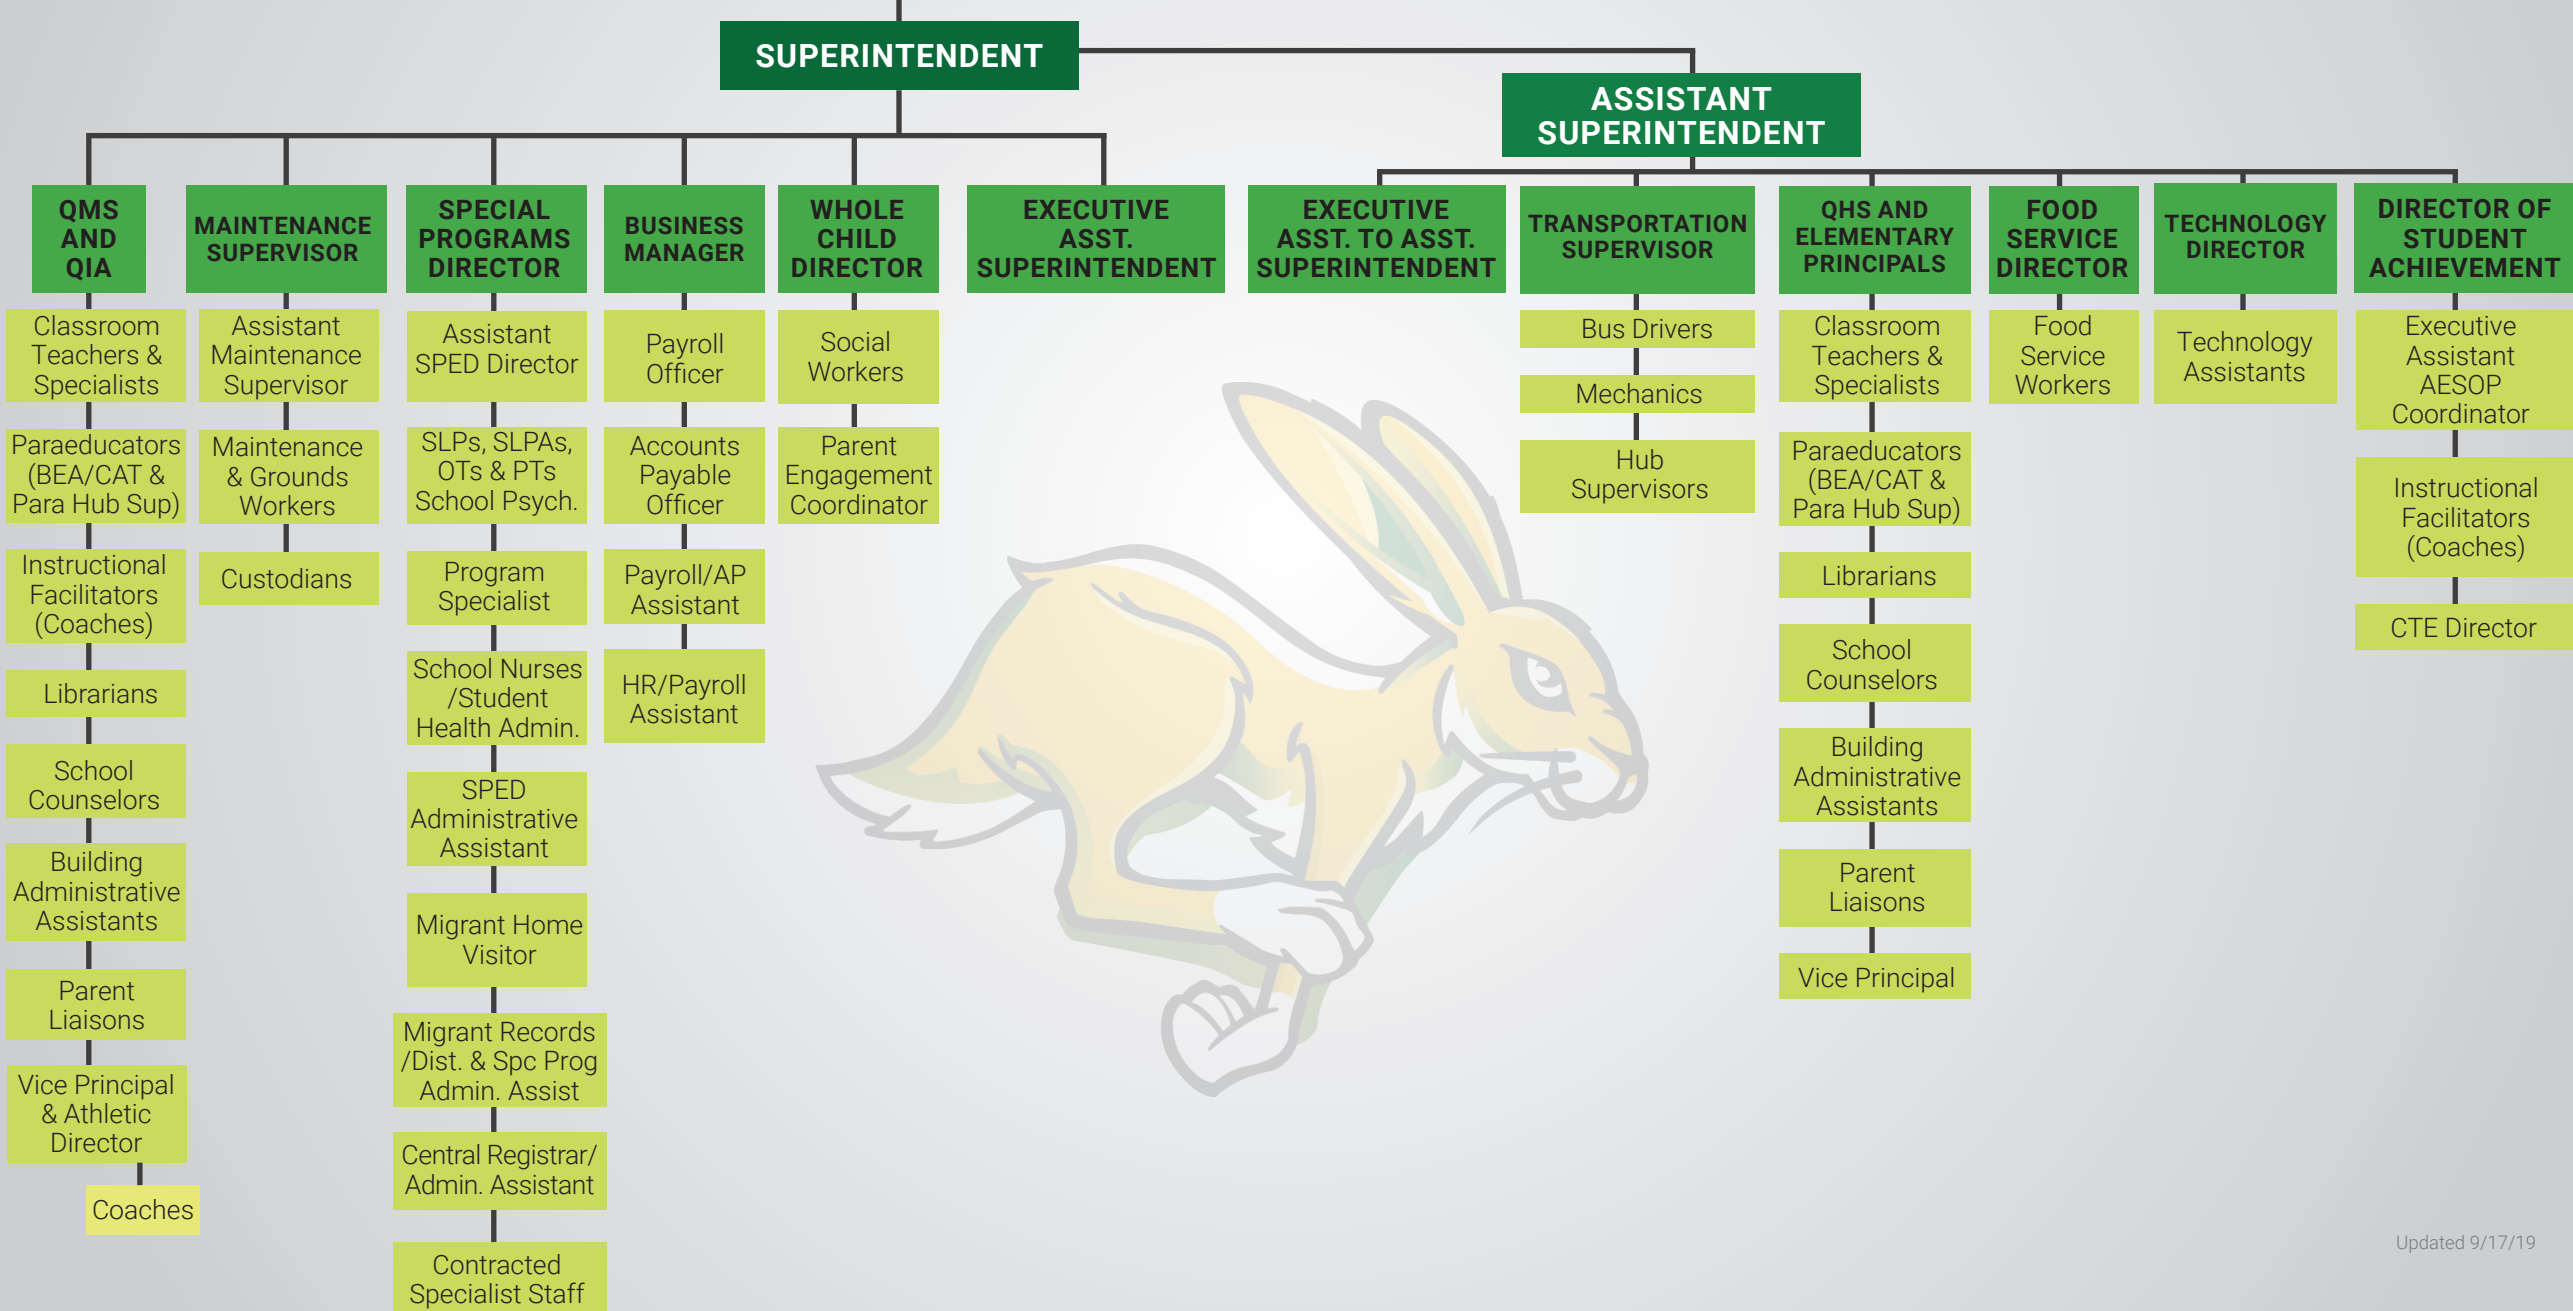 SUPERINTENDENT
ASSISTANT
SUPERINTENDENT
QMS
AND
QIA
Classroom
Teachers &
Specialists
Paraeducators
(BEA/CAT &
Para Hub Sup)
Instructional
Facilitators
(Coaches)
Librarians
School
Counselors
Building
Administrative
Assistants
Parent
Liaisons
Vice Principal
& Athletic
Director
Coaches
MAINTENANCE
SUPERVISOR
Assistant
Maintenance
Supervisor
Maintenance
& Grounds
Workers
Custodians
SPECIAL
PROGRAMS
DIRECTOR
Assistant
SPED Director
SLPs, SLPAs,
OTs & PTs
School Psych.
Program
Specialist
School Nurses
/Student
Health Admin.
SPED
Administrative
Assistant
Migrant Home
Visitor
Migrant Records
/Dist. & Spc Prog
Admin. Assist
Central Registrar/
Admin. Assistant
Contracted
Specialist Staff
BUSINESS
MANAGER
Payroll
Officer
Accounts
Payable
Officer
Payroll/AP
Assistant
HR/Payroll
Assistant
WHOLE
CHILD
DIRECTOR
Social
Workers
Parent
Engagement
Coordinator
EXECUTIVE
ASST.
SUPERINTENDENT
EXECUTIVE
ASST. TO ASST.
SUPERINTENDENT
TRANSPORTATION
SUPERVISOR
Bus Drivers
Mechanics
Hub
Supervisors
QHS AND
ELEMENTARY
PRINCIPALS
Classroom
Teachers &
Specialists
Paraeducators
(BEA/CAT &
Para Hub Sup)
Librarians
School
Counselors
Building
Administrative
Assistants
Parent
Liaisons
Vice Principal
FOOD
SERVICE
DIRECTOR
Food
Service
Workers
TECHNOLOGY
DIRECTOR
Technology
Assistants
DIRECTOR OF
STUDENT
ACHIEVEMENT
Executive
Assistant
AESOP
Coordinator
Instructional
Facilitators
(Coaches)
CTE Director
Updated 9/17/19